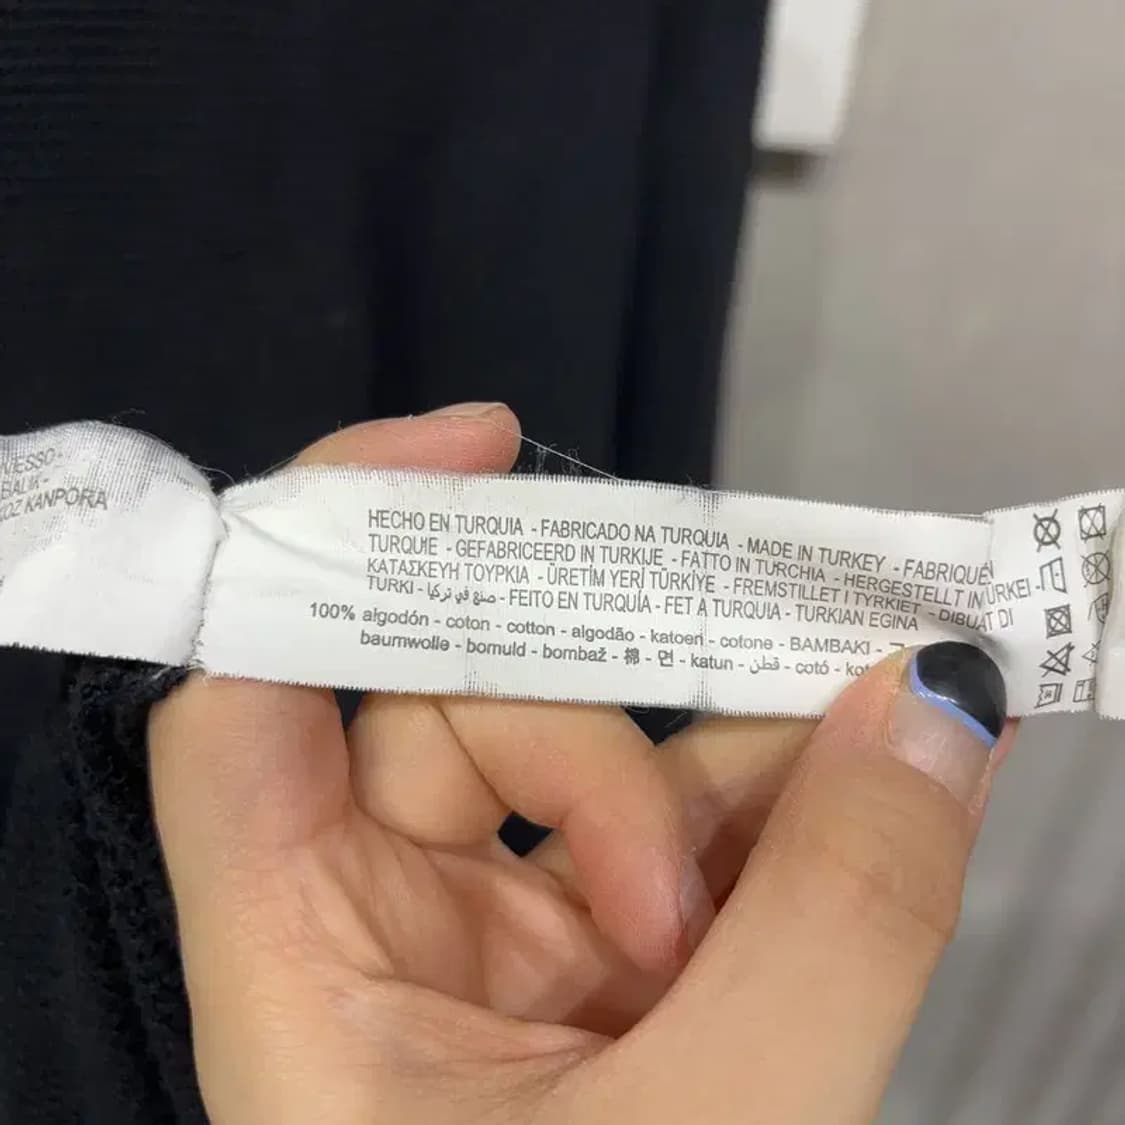 KANPORA
HECHO EN TURQUIA - FABRICADO NA TURQUIA - MADE IN TURKEY - FABRIQUÉ
TURQUIE - GEFABRICEERD IN TURKIJE - FATTO IN TURCHIA - HERGESTELLT IN
ΚΑΤΑΣΚΕΥΗ ΤΟΥΡΚΙΑ - ÜRETİM YERİ TÜRKİYE - FREMSTILLET I TYRKIET - DIBUAT DI
TURKI - صنع في تركيا - FEITO EN TURQUÍA - FET A TURQUIA - TURKIAN EGINA
100% algodón - coton - cotton - algodão - katoen - cotone - BAMBAKI -
baumwolle - bomuld - bombaž - 棉 - 면 - katun - قطن - cotó -